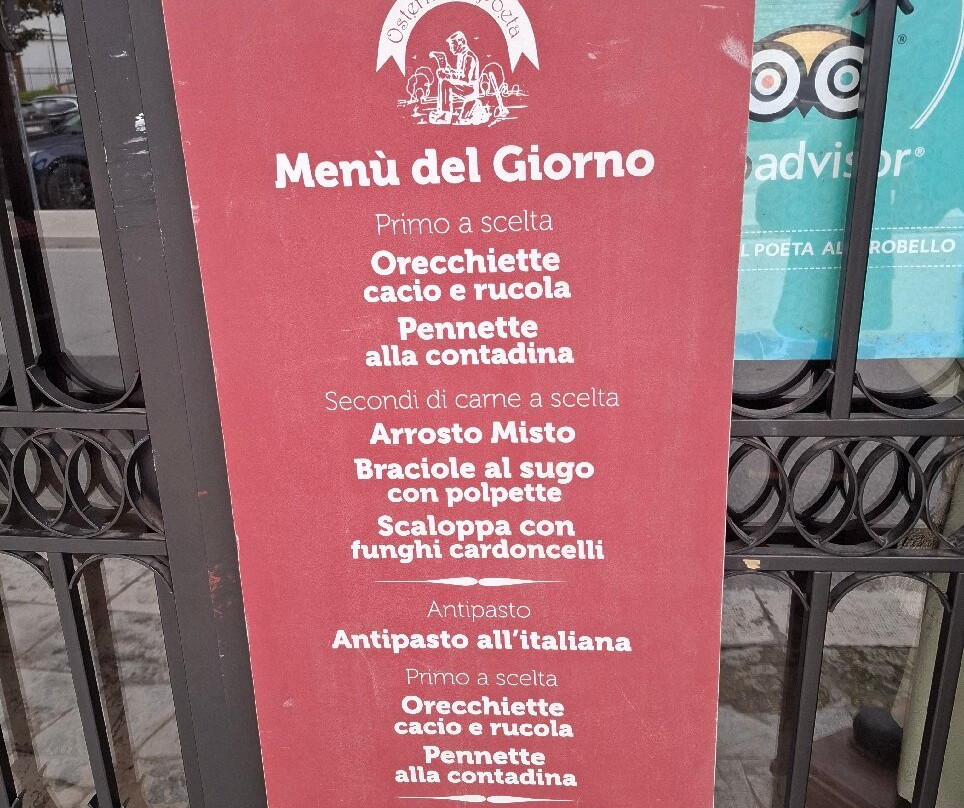 Menù del Giorno
Primo a scelta
Orecchiette
cacio e rucola
Pennette
alla contadina
Secondi di carne a scelta
Arrosto Misto
Braciole al sugo
con polpette
Scaloppa con
funghi cardoncelli
Antipasto
Antipasto all'italiana
Primo a scelta
Orecchiette
cacio e rucola
Pennette
alla contadina
advisor®
L POETA AL ROBELLO